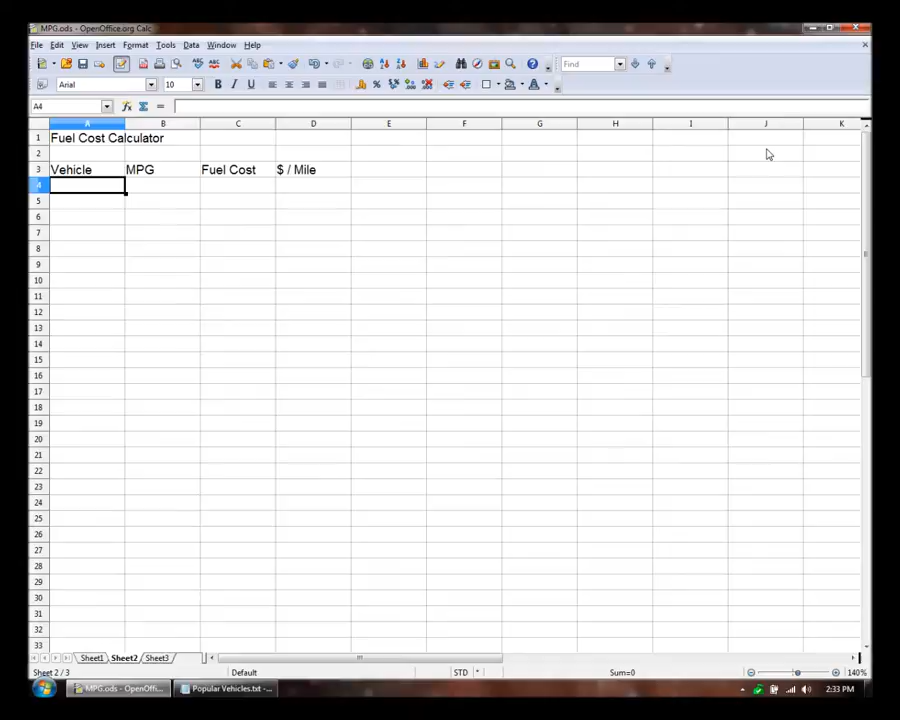 MPG.ods - OpenOffice.org Calc
File Edit View Insert Format Tools Data Window Help
Find
Arial 10
A4
A B C D E F G H I J K
1 Fuel Cost Calculator
2
3 Vehicle MPG Fuel Cost $ / Mile
4
5
6
7
8
9
10
11
12
13
14
15
16
17
18
19
20
21
22
23
24
25
26
27
28
29
30
31
32
33
Sheet1 Sheet2 Sheet3
Sheet 2 / 3 Default STD * Sum=0 140%
MPG.ods - OpenOffi... Popular Vehicles.txt -... 2:33 PM